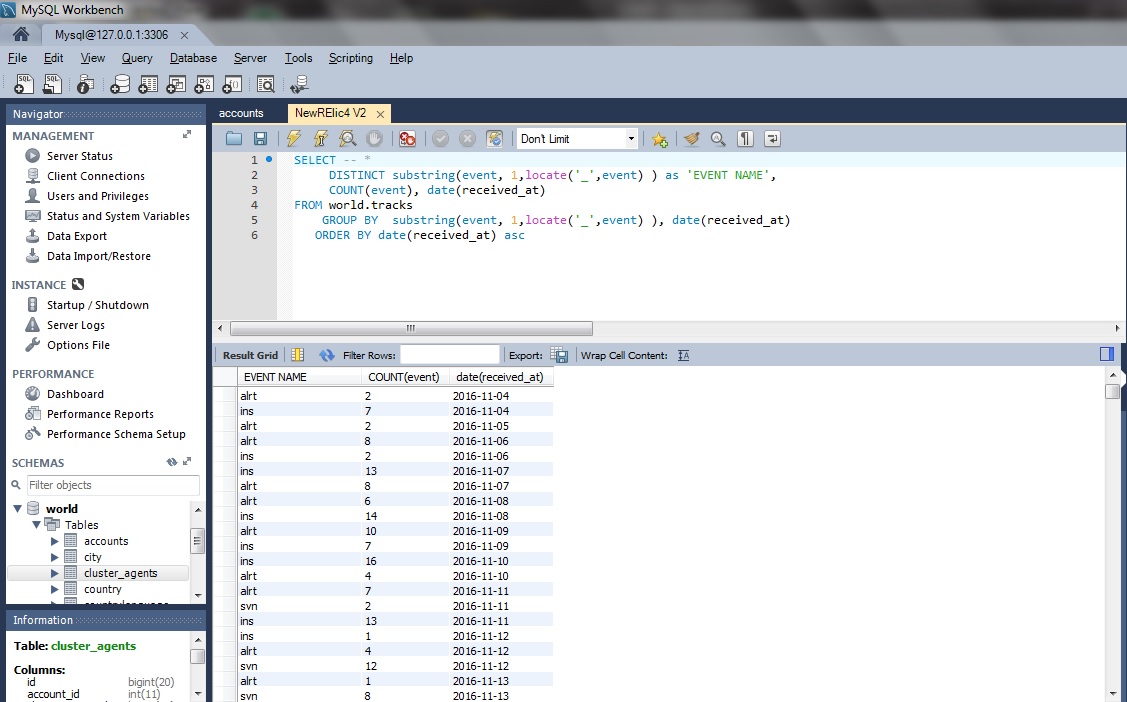 MySQL Workbench
Mysql@127.0.0.1:3306
File Edit View Query Database Server Tools Scripting Help
Navigator
MANAGEMENT
Server Status
Client Connections
Users and Privileges
Status and System Variables
Data Export
Data Import/Restore
INSTANCE
Startup / Shutdown
Server Logs
Options File
PERFORMANCE
Dashboard
Performance Reports
Performance Schema Setup
SCHEMAS
Filter objects
world
Tables
accounts
city
cluster_agents
country
countrylanguage
Information
Table: cluster_agents
Columns:
id bigint(20)
account_id int(11)
accounts NewRElic4 V2
Don't Limit
1 SELECT -- *
2 DISTINCT substring(event, 1,locate('_',event) ) as 'EVENT NAME',
3 COUNT(event), date(received_at)
4 FROM world.tracks
5 GROUP BY substring(event, 1,locate('_',event) ), date(received_at)
6 ORDER BY date(received_at) asc
Result Grid Filter Rows: Export: Wrap Cell Content:
EVENT NAME COUNT(event) date(received_at)
alrt 2 2016-11-04
ins 7 2016-11-04
alrt 2 2016-11-05
alrt 8 2016-11-06
ins 2 2016-11-06
ins 13 2016-11-07
alrt 8 2016-11-07
alrt 6 2016-11-08
ins 14 2016-11-08
alrt 10 2016-11-09
ins 7 2016-11-09
ins 16 2016-11-10
alrt 4 2016-11-10
alrt 7 2016-11-11
svn 2 2016-11-11
ins 13 2016-11-11
ins 1 2016-11-12
alrt 4 2016-11-12
svn 12 2016-11-12
alrt 1 2016-11-13
svn 8 2016-11-13